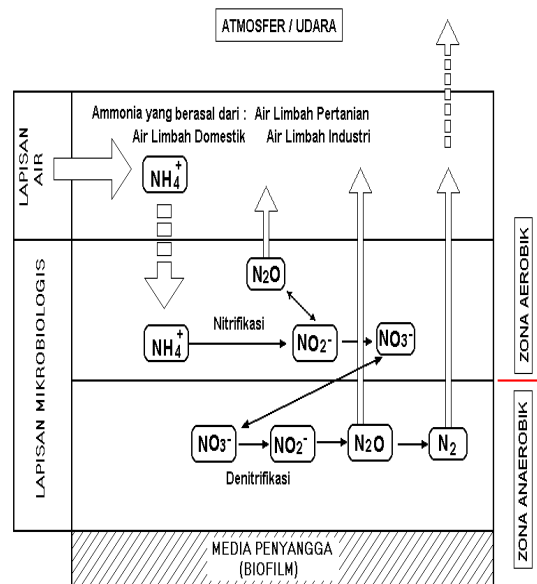 ATMOSFER / UDARA
Ammonia yang berasal dari : Air Limbah Pertanian
Air Limbah Domestik Air Limbah Industri
LAPISAN
AIR
NH4+
N2O
Nitrifikasi
NH4+
NO2-
NO3-
LAPISAN MIKROBIOLOGIS
ZONA AEROBIK
NO3-
NO2-
N2O
N2
Denitrifikasi
ZONA ANAEROBIK
MEDIA PENYANGGA
(BIOFILM)